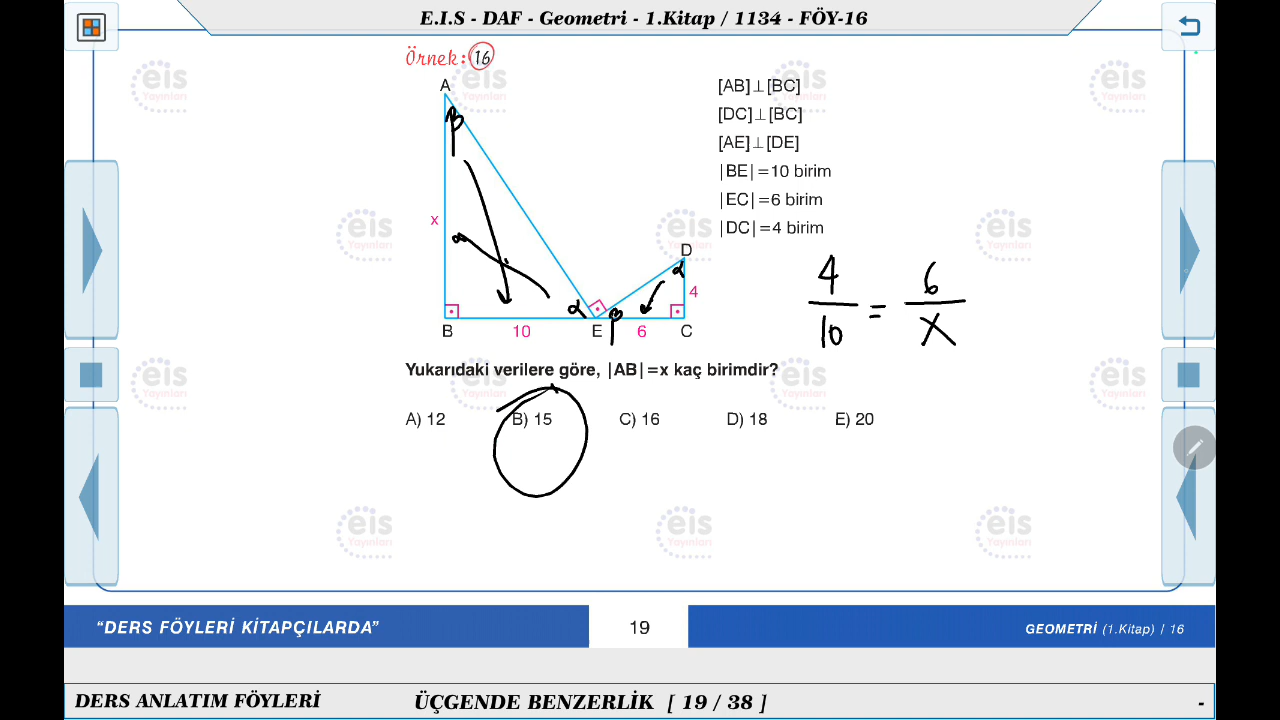 E.I.S - DAF - Geometri - 1.Kitap / 1134 - FÖY-16
Örnek: 16
eis Yayınları
A
β
x
α
B
10
E
β
6
C
D
α
4
[AB]⊥[BC]
[DC]⊥[BC]
[AE]⊥[DE]
|BE|=10 birim
|EC|=6 birim
|DC|=4 birim
4/10 = 6/x
Yukarıdaki verilere göre, |AB|=x kaç birimdir?
A) 12 B) 15 C) 16 D) 18 E) 20
"DERS FÖYLERİ KİTAPÇILARDA"
19
GEOMETRİ (1.Kitap) / 16
DERS ANLATIM FÖYLERİ
ÜÇGENDE BENZERLİK [ 19 / 38 ]
-